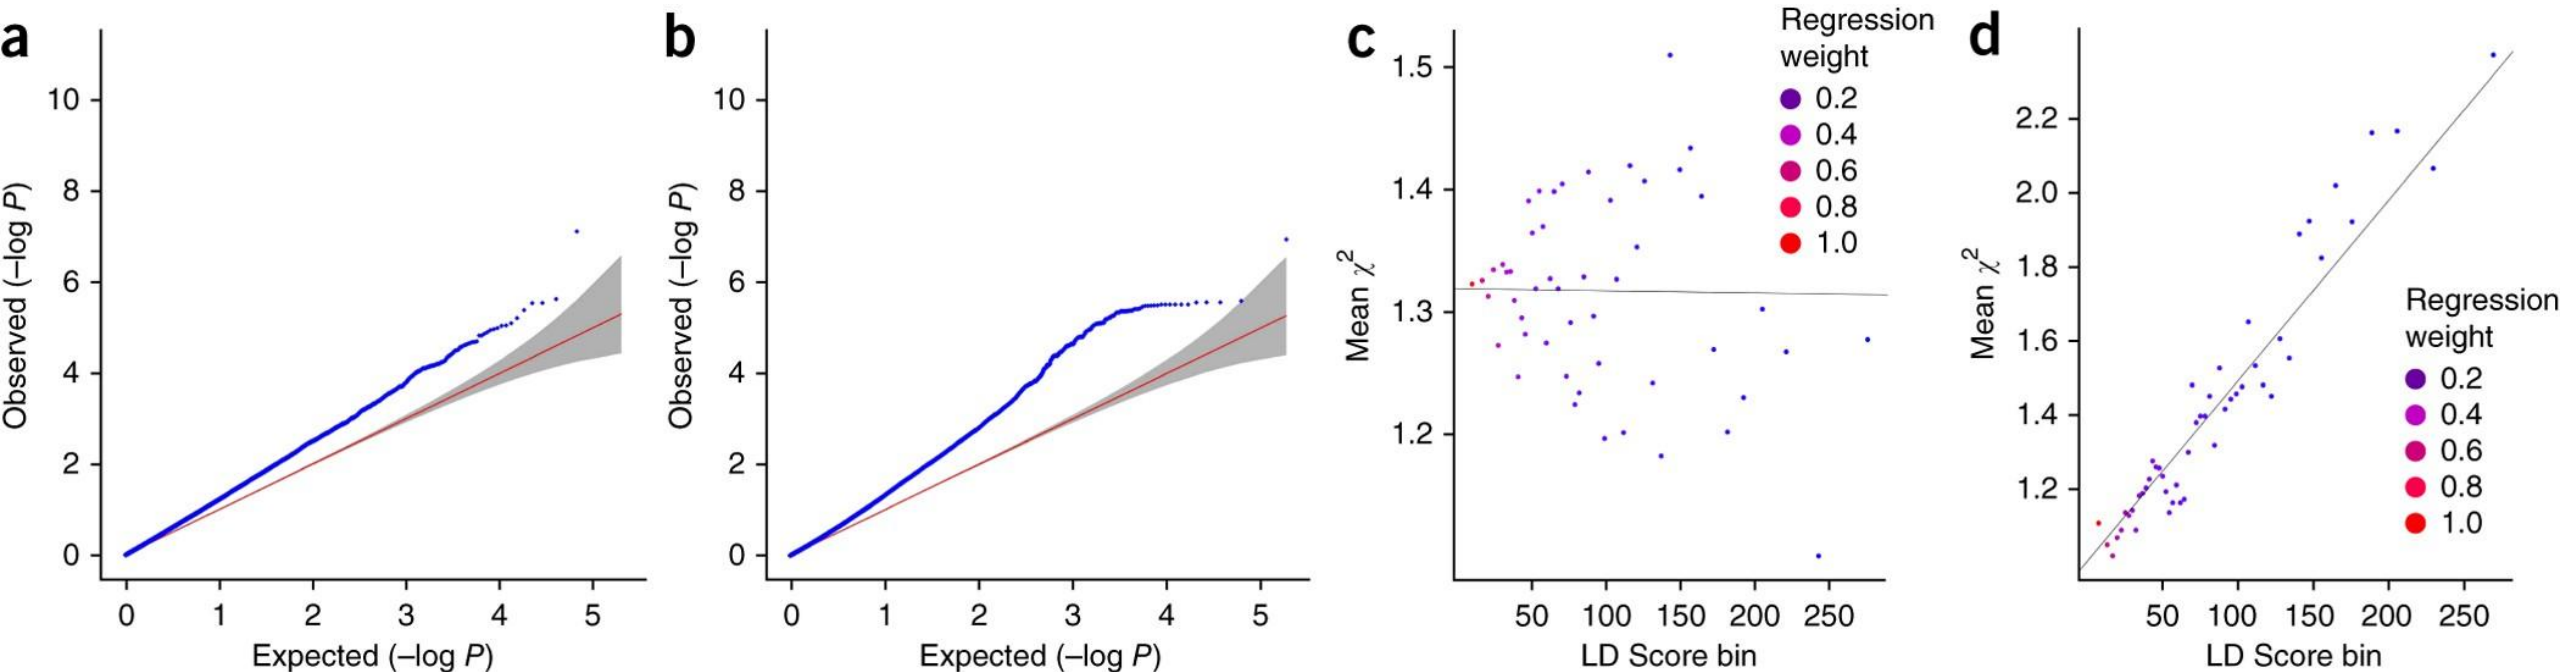 a
10
8
6
4
2
0
Observed (–log P)
0 1 2 3 4 5
Expected (–log P)
b
10
8
6
4
2
0
Observed (–log P)
0 1 2 3 4 5
Expected (–log P)
c
1.5
1.4
1.3
1.2
Mean χ²
50 100 150 200 250
LD Score bin
Regression
weight
0.2
0.4
0.6
0.8
1.0
d
2.2
2.0
1.8
1.6
1.4
1.2
Mean χ²
50 100 150 200 250
LD Score bin
Regression
weight
0.2
0.4
0.6
0.8
1.0